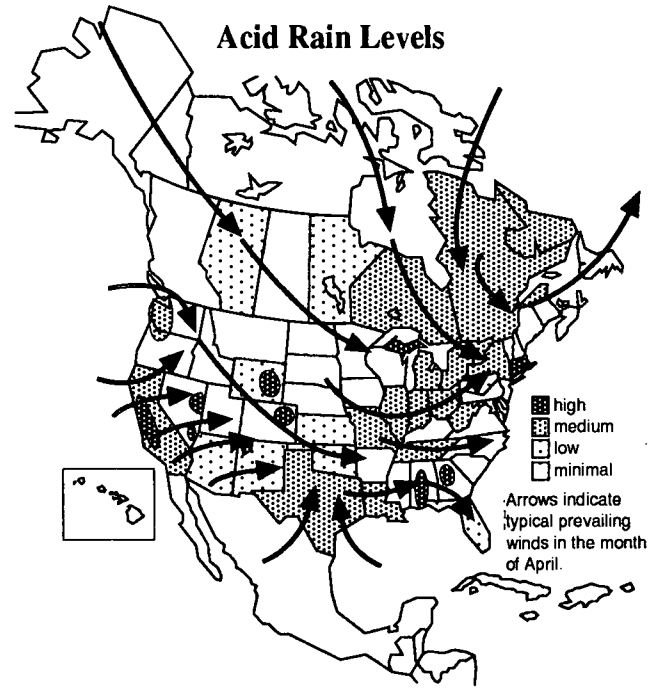 Acid Rain Levels
high
medium
low
minimal
Arrows indicate
typical prevailing
winds in the month
of April.